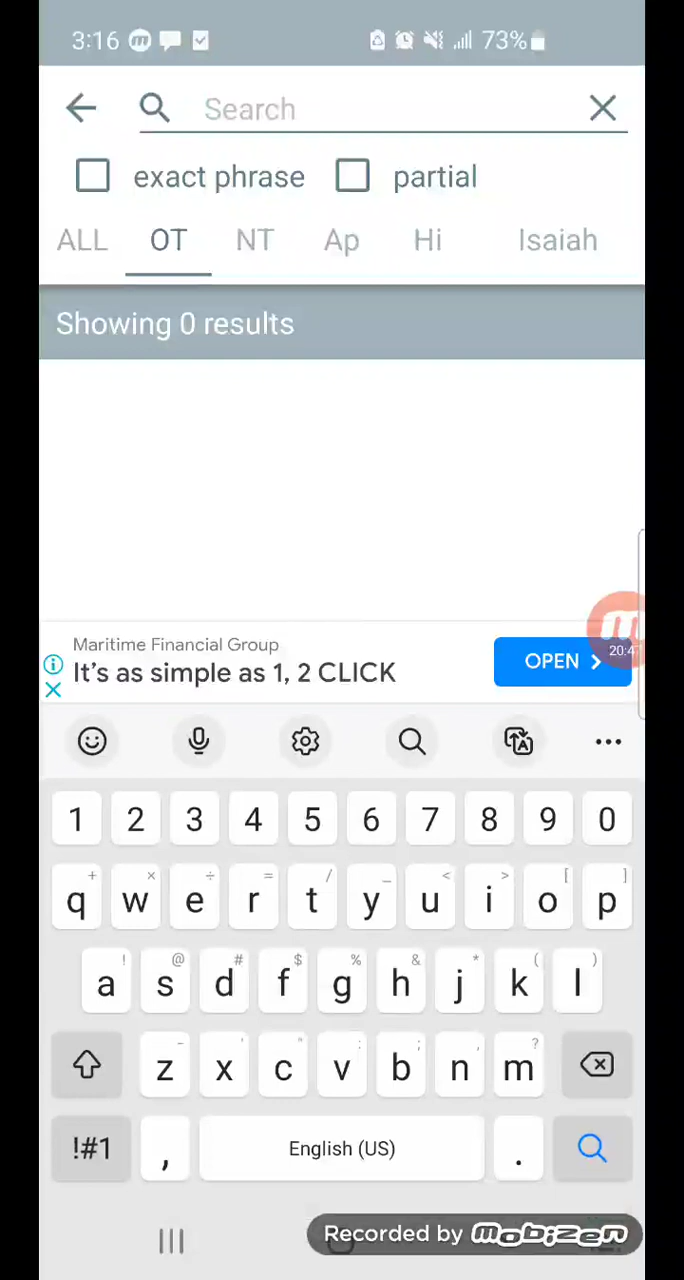 3:16 73%
Search
exact phrase partial
ALL OT NT Ap Hi Isaiah
Showing 0 results
Maritime Financial Group
It's as simple as 1, 2 CLICK
OPEN
20:4
1 2 3 4 5 6 7 8 9 0
+ × ÷ = / _ < > [ ]
q w e r t y u i o p
! @ # $ % & * ( )
a s d f g h j k l
- ' " : ; , ?
z x c v b n m
!#1 , English (US) .
Recorded by mobizen